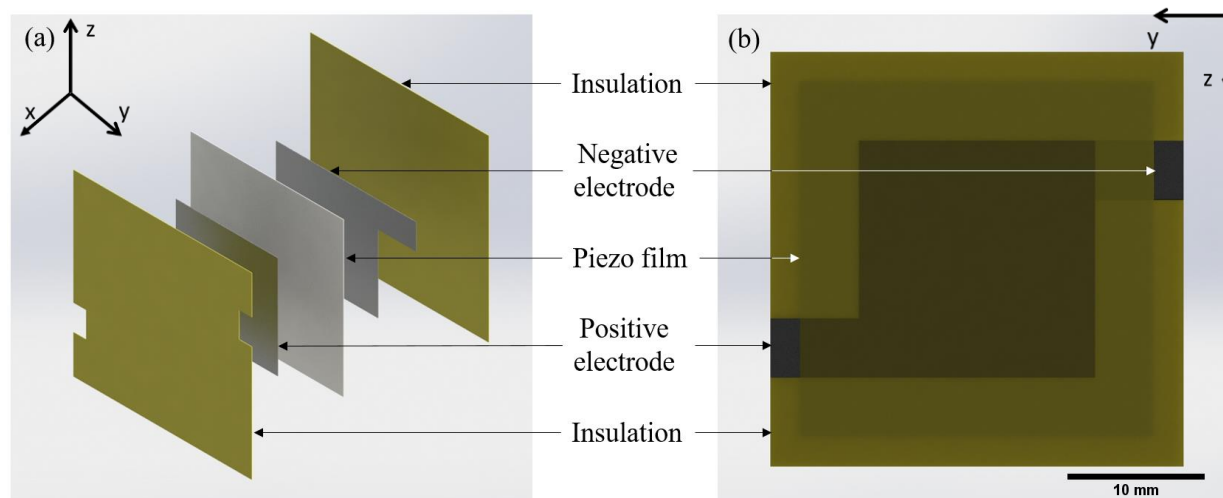 (a)
z
x
y
Insulation
Negative
electrode
Piezo film
Positive
electrode
Insulation
(b)
y
z
10 mm